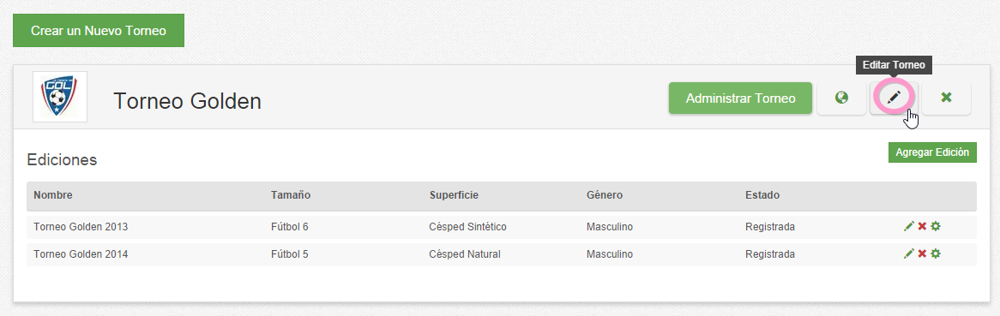 Crear un Nuevo Torneo
Editar Torneo
GOL
Torneo Golden
Administrar Torneo
Ediciones
Agregar Edición
Nombre Tamaño Superficie Género Estado
Torneo Golden 2013 Fútbol 6 Césped Sintético Masculino Registrada
Torneo Golden 2014 Fútbol 5 Césped Natural Masculino Registrada